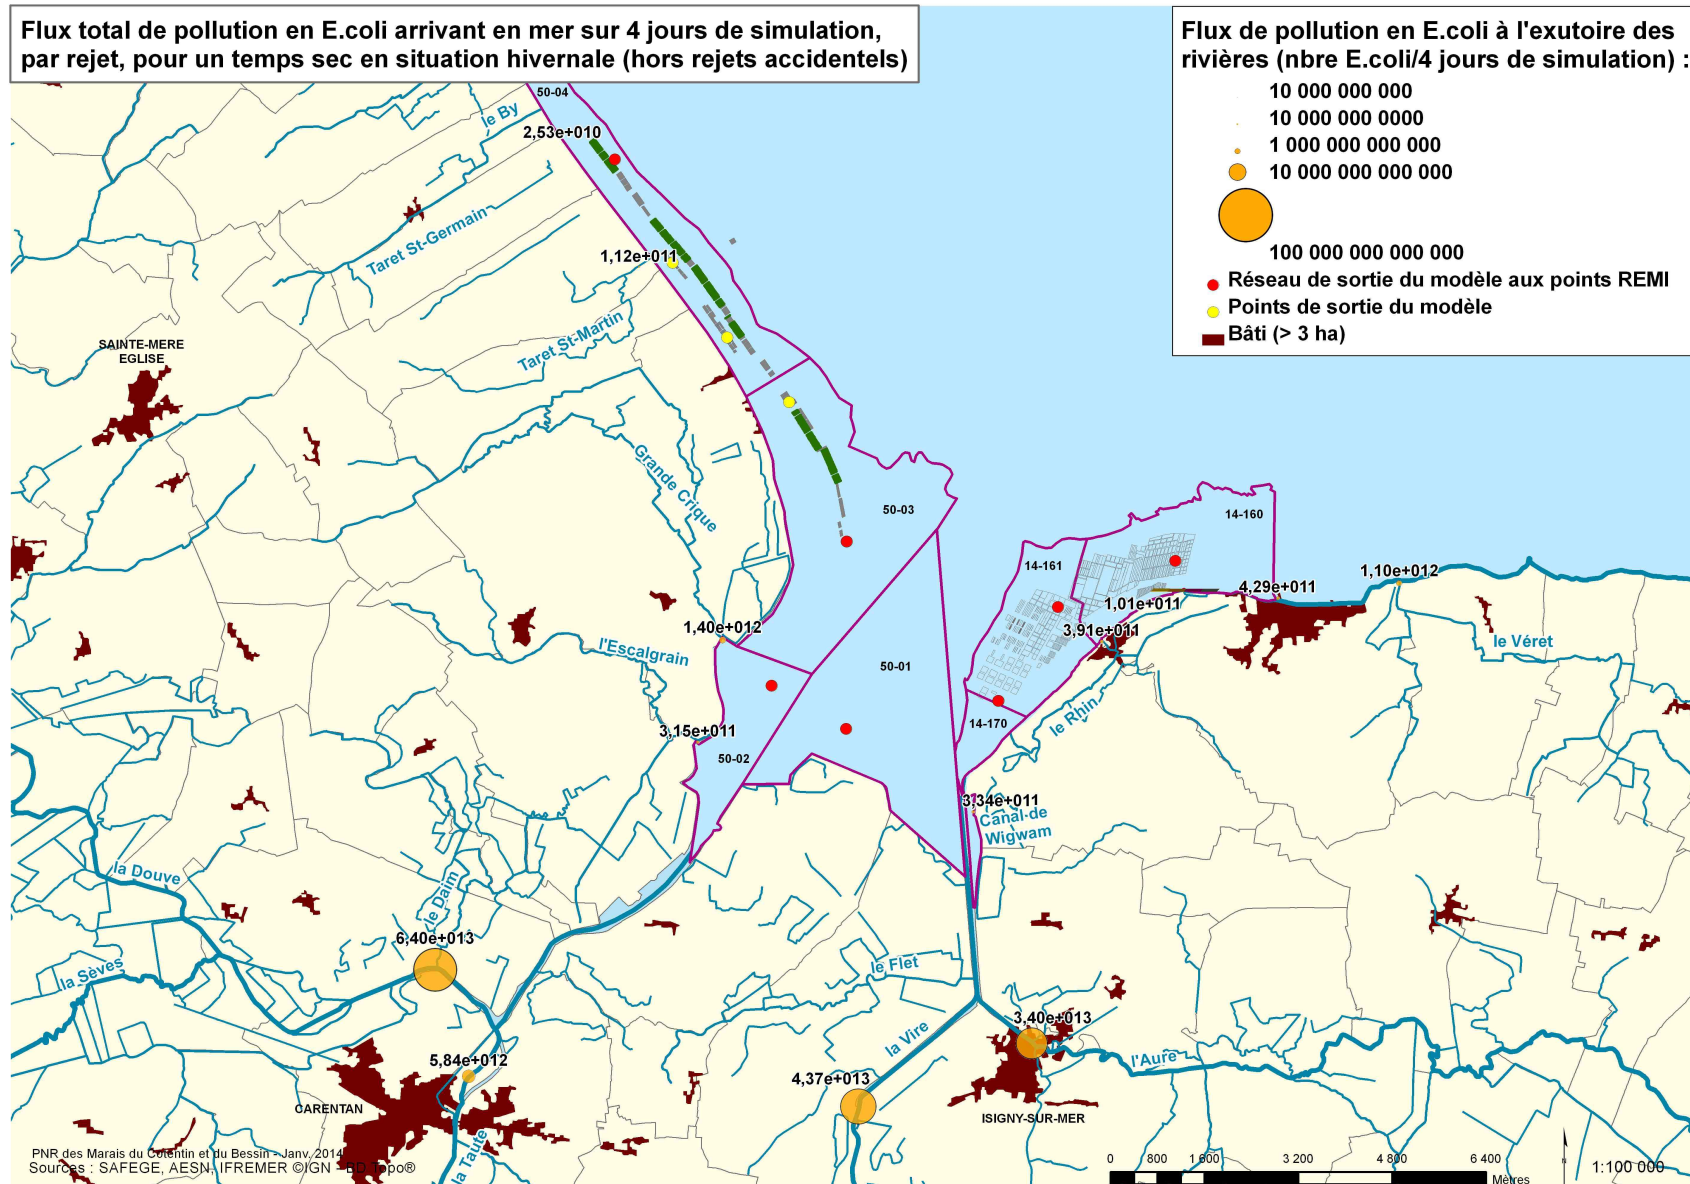 Flux total de pollution en E.coli arrivant en mer sur 4 jours de simulation,
par rejet, pour un temps sec en situation hivernale (hors rejets accidentels)
Flux de pollution en E.coli à l'exutoire des
rivières (nbre E.coli/4 jours de simulation) :
10 000 000 000
10 000 000 0000
1 000 000 000 000
10 000 000 000 000
100 000 000 000 000
Réseau de sortie du modèle aux points REMI
Points de sortie du modèle
Bâti (> 3 ha)
50-04
le By
2,53e+010
Taret St-Germain
1,12e+011
Taret St-Martin
SAINTE-MERE
EGLISE
Grande Crique
50-03
14-160
14-161
1,10e+012
4,29e+011
1,01e+011
3,91e+011
1,40e+012
l'Escalgrain
le Véret
50-01
le Rhin
14-170
3,15e+011
50-02
3,34e+011
Canal de
Wigwam
la Douve
le Daim
6,40e+013
la Sèves
le Flet
3,40e+013
la Vire
l'Aure
5,84e+012
4,37e+013
CARENTAN
ISIGNY-SUR-MER
la Taute
PNR des Marais du Cotentin et du Bessin - Janv. 2014
Sources : SAFEGE, AESN, IFREMER ©IGN - BD Topo®
0 800 1 600 3 200 4 800 6 400
Mètres
1:100 000